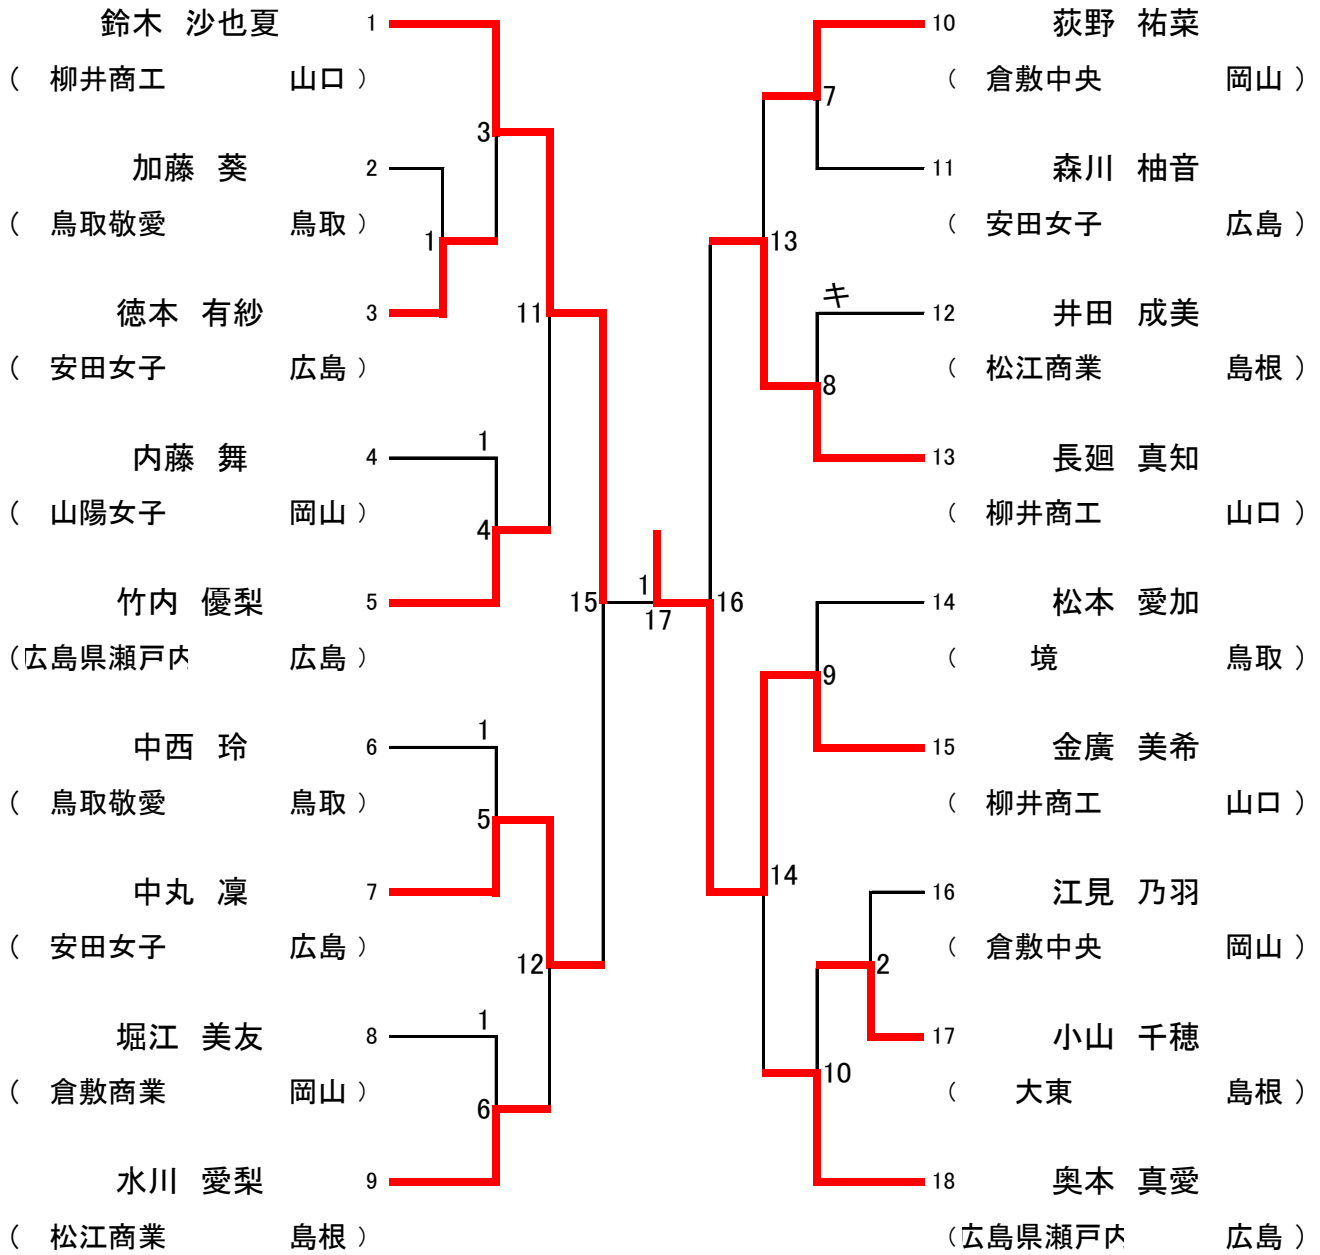 鈴木 沙也夏 1
( 柳井商工 山口 )
3
加藤 葵 2
( 鳥取敬愛 鳥取 )
1
徳本 有紗 3
11
( 安田女子 広島 )
1
内藤 舞 4
( 山陽女子 岡山 )
4
竹内 優梨 5
(広島県瀬戸内 広島 )
15
1
17
1
中西 玲 6
( 鳥取敬愛 鳥取 )
5
中丸 凜 7
( 安田女子 広島 )
12
1
堀江 美友 8
( 倉敷商業 岡山 )
6
水川 愛梨 9
( 松江商業 島根 )
10 荻野 祐菜
( 倉敷中央 岡山 )
7
11 森川 柚音
( 安田女子 広島 )
13
キ
12 井田 成美
( 松江商業 島根 )
8
13 長廻 真知
( 柳井商工 山口 )
16
14 松本 愛加
( 境 鳥取 )
9
15 金廣 美希
( 柳井商工 山口 )
14
16 江見 乃羽
( 倉敷中央 岡山 )
2
17 小山 千穂
10
( 大東 島根 )
18 奥本 真愛
(広島県瀬戸内 広島 )